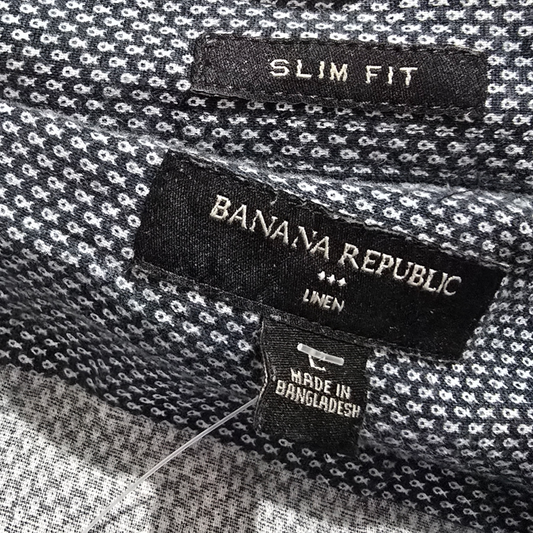 SLIM FIT
BANANA REPUBLIC
LINEN
L
MADE IN
BANGLADESH